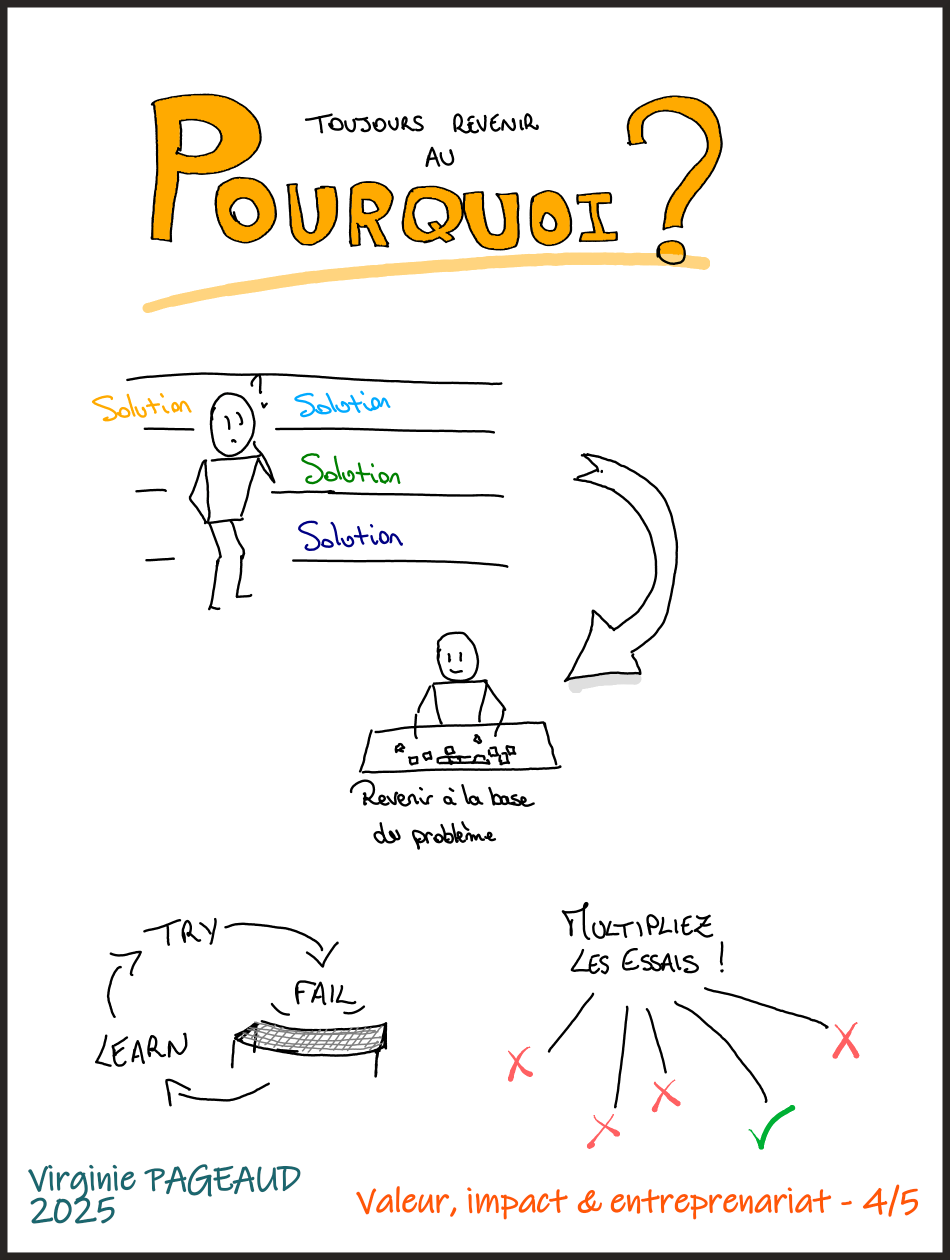 TOUJOURS REVENIR
AU
POURQUOI ?
?
Solution
Solution
Solution
Solution
Revenir à la base
du problème
TRY
FAIL
LEARN
MULTIPLIEZ
LES ESSAIS !
Virginie PAGEAUD
2025
Valeur, impact & entreprenariat - 4/5